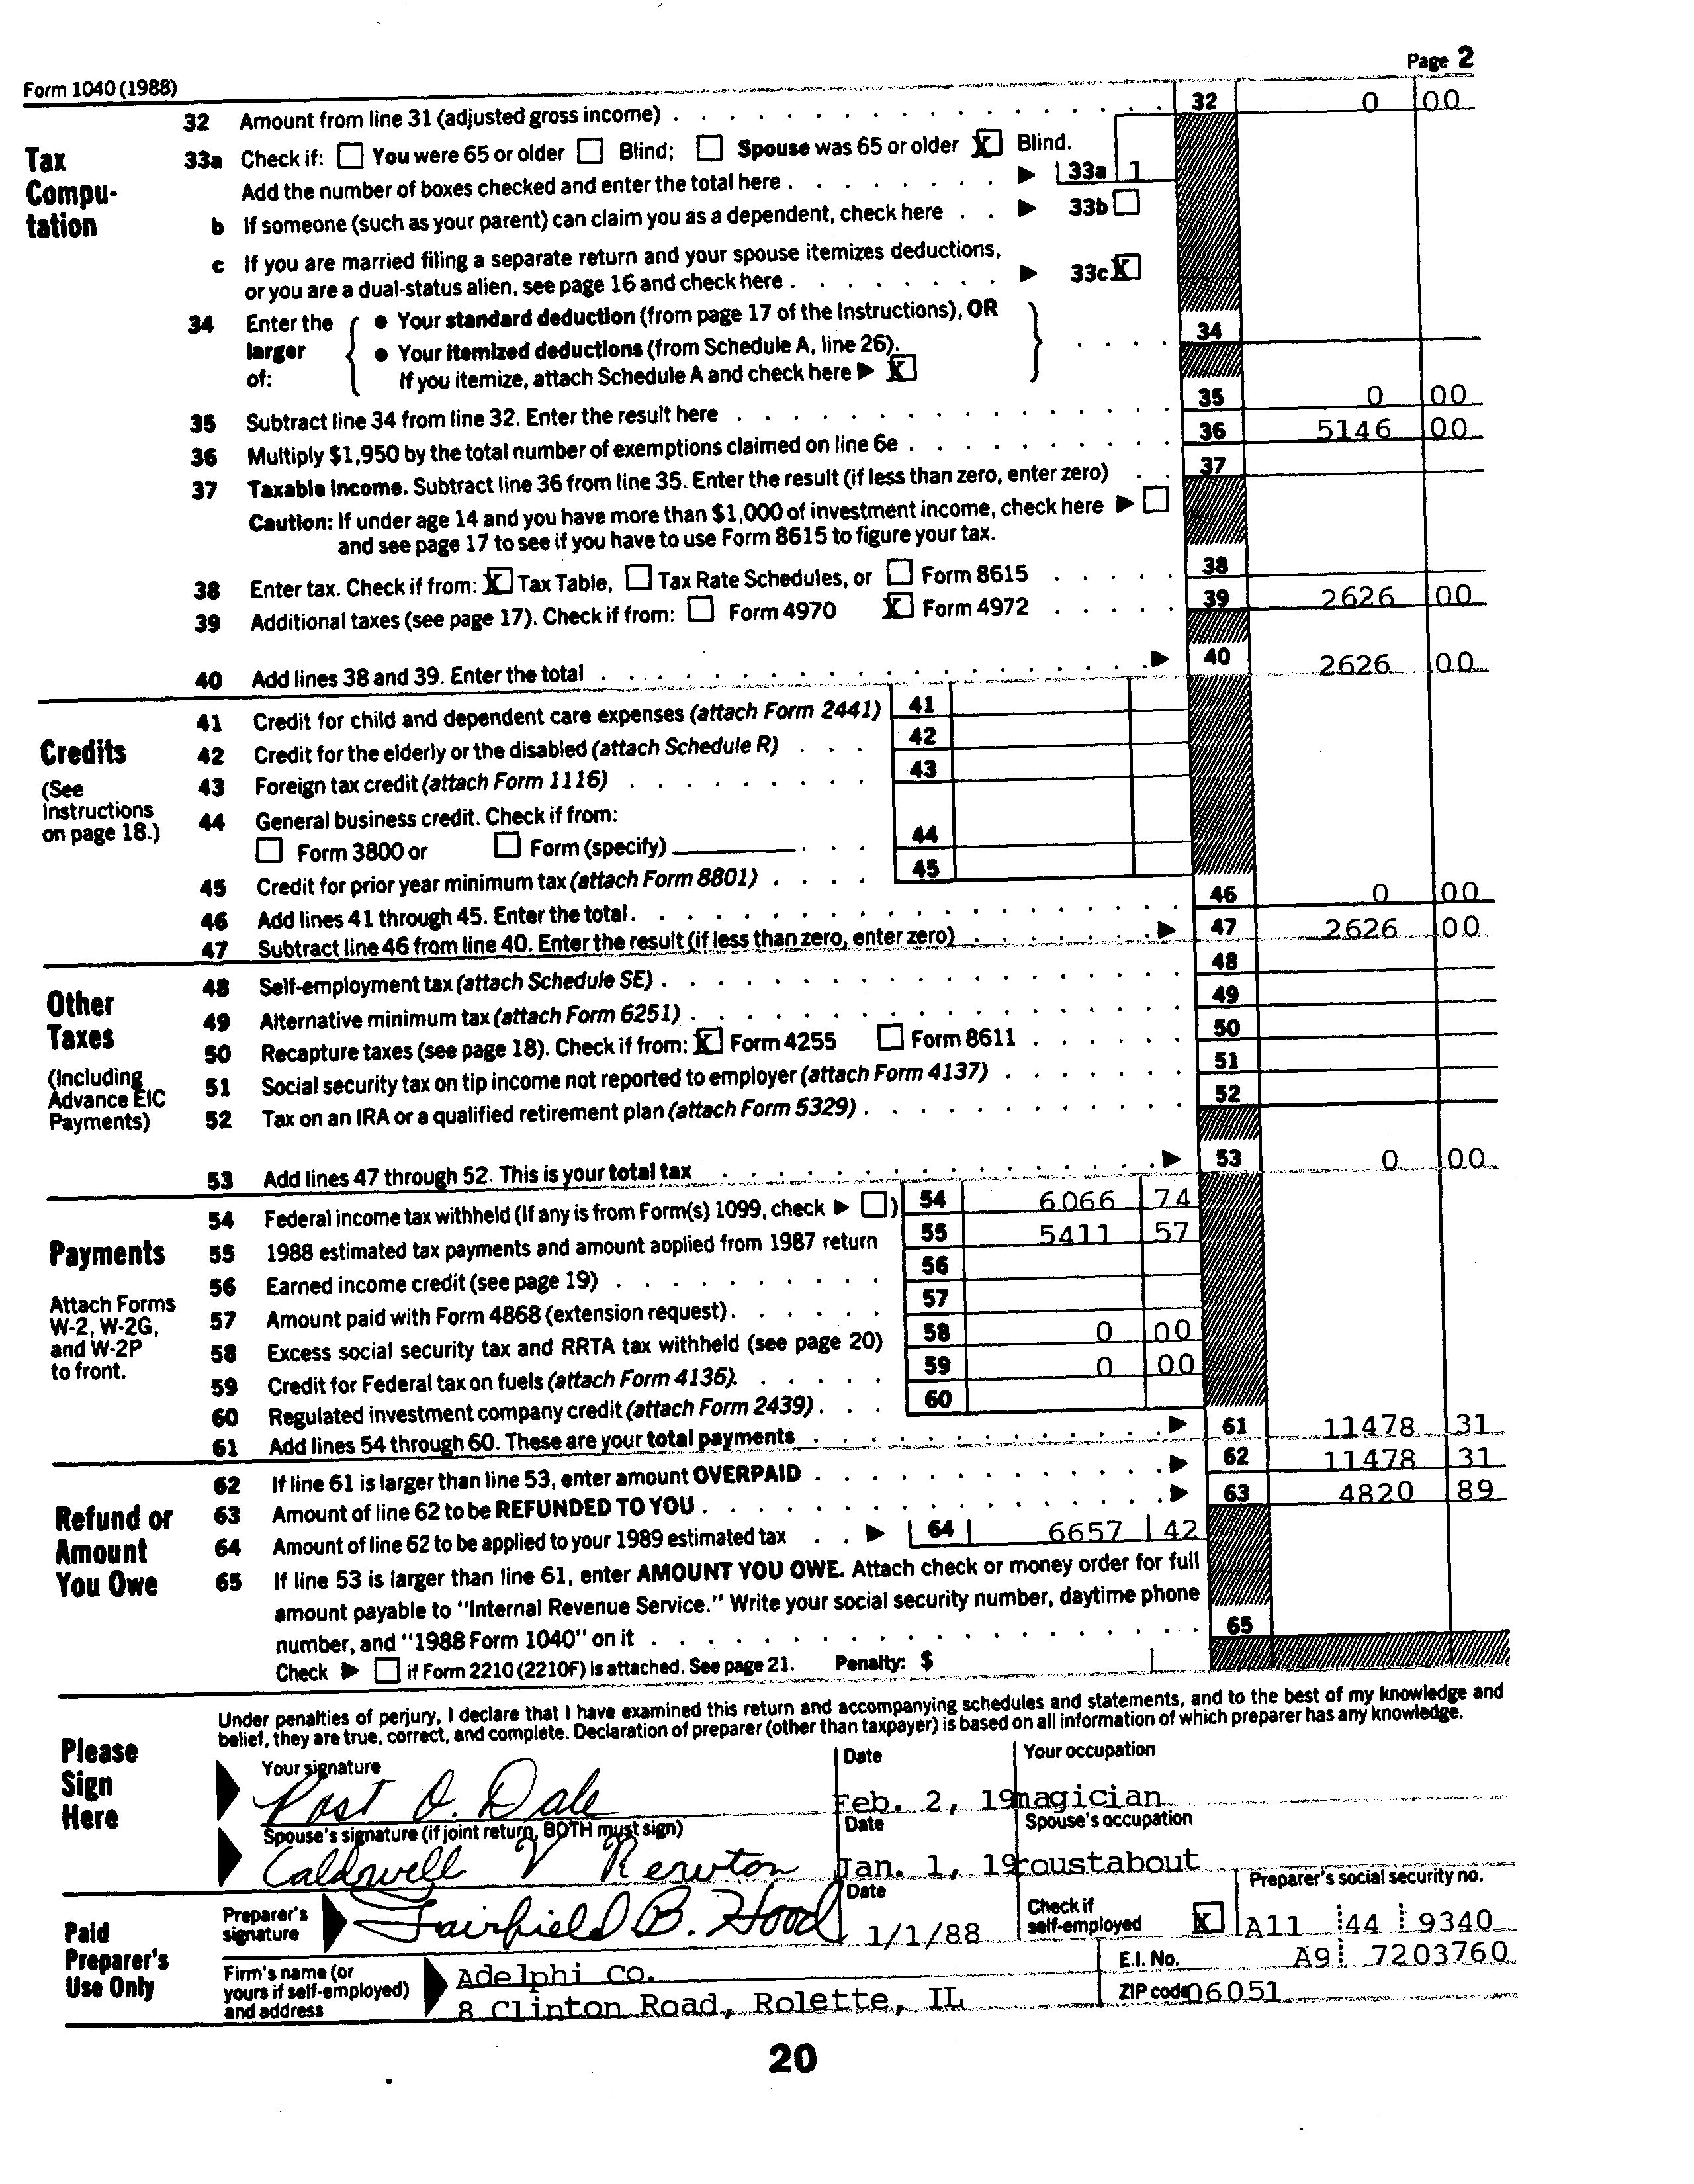 Page 2
Form 1040 (1988)
32 Amount from line 31 (adjusted gross income) . . . 32 0 00
Tax Compu-tation
33a Check if: ☐ You were 65 or older ☐ Blind; ☐ Spouse was 65 or older ☒ Blind.
Add the number of boxes checked and enter the total here . . . ▶ 33a 1
b If someone (such as your parent) can claim you as a dependent, check here . . ▶ 33b ☐
c If you are married filing a separate return and your spouse itemizes deductions,
or you are a dual-status alien, see page 16 and check here . . . ▶ 33c ☒
34 Enter the larger of: { ● Your standard deduction (from page 17 of the Instructions), OR
● Your itemized deductions (from Schedule A, line 26).
If you itemize, attach Schedule A and check here ▶ ☒ } . . . . 34
35 Subtract line 34 from line 32. Enter the result here . . . 35 0 00
36 Multiply $1,950 by the total number of exemptions claimed on line 6e . . . 36 5146 00
37 Taxable income. Subtract line 36 from line 35. Enter the result (if less than zero, enter zero) . . 37
Caution: If under age 14 and you have more than $1,000 of investment income, check here ▶ ☐
and see page 17 to see if you have to use Form 8615 to figure your tax.
38 Enter tax. Check if from: ☒ Tax Table, ☐ Tax Rate Schedules, or ☐ Form 8615 . . . 38
39 Additional taxes (see page 17). Check if from: ☐ Form 4970 ☒ Form 4972 . . . 39 2626 00
40 Add lines 38 and 39. Enter the total . . . ▶ 40 2626 00
Credits
(See Instructions on page 18.)
41 Credit for child and dependent care expenses (attach Form 2441) 41
42 Credit for the elderly or the disabled (attach Schedule R) . . . 42
43 Foreign tax credit (attach Form 1116) . . . 43
44 General business credit. Check if from:
☐ Form 3800 or ☐ Form (specify) . . . 44
45 Credit for prior year minimum tax (attach Form 8801) . . . . 45
46 Add lines 41 through 45. Enter the total . . . 46 0 00
47 Subtract line 46 from line 40. Enter the result (if less than zero, enter zero) . . . ▶ 47 2626 00
Other Taxes
(Including Advance EIC Payments)
48 Self-employment tax (attach Schedule SE) . . . 48
49 Alternative minimum tax (attach Form 6251) . . . 49
50 Recapture taxes (see page 18). Check if from: ☒ Form 4255 ☐ Form 8611 . . . 50
51 Social security tax on tip income not reported to employer (attach Form 4137) . . . 51
52 Tax on an IRA or a qualified retirement plan (attach Form 5329) . . . 52
53 Add lines 47 through 52. This is your total tax . . . ▶ 53 0 00
Payments
Attach Forms W-2, W-2G, and W-2P to front.
54 Federal income tax withheld (If any is from Form(s) 1099, check ▶ ☐) 54 6066 74
55 1988 estimated tax payments and amount applied from 1987 return 55 5411 57
56 Earned income credit (see page 19) . . . 56
57 Amount paid with Form 4868 (extension request) . . . 57
58 Excess social security tax and RRTA tax withheld (see page 20) 58 0 00
59 Credit for Federal tax on fuels (attach Form 4136). . . . 59 0 00
60 Regulated investment company credit (attach Form 2439) . . . 60
61 Add lines 54 through 60. These are your total payments . . . ▶ 61 11478 31
Refund or Amount You Owe
62 If line 61 is larger than line 53, enter amount OVERPAID . . . ▶ 62 11478 31
63 Amount of line 62 to be REFUNDED TO YOU . . . ▶ 63 4820 89
64 Amount of line 62 to be applied to your 1989 estimated tax . . ▶ 64 6657 42
65 If line 53 is larger than line 61, enter AMOUNT YOU OWE. Attach check or money order for full
amount payable to "Internal Revenue Service." Write your social security number, daytime phone
number, and "1988 Form 1040" on it . . . 65
Check ▶ ☐ if Form 2210 (2210F) is attached. See page 21. Penalty: $
Please Sign Here
Under penalties of perjury, I declare that I have examined this return and accompanying schedules and statements, and to the best of my knowledge and
belief, they are true, correct, and complete. Declaration of preparer (other than taxpayer) is based on all information of which preparer has any knowledge.
Your signature Date Your occupation
Post O. Dale Feb. 2, 19 magician
Spouse's signature (if joint return, BOTH must sign) Date Spouse's occupation
Caldwell V Newton Jan. 1, 19 roustabout
Paid Preparer's Use Only
Preparer's signature Fairfield B. Hood Date 1/1/88 Check if self-employed ☒ Preparer's social security no. A11 44 9340
Firm's name (or yours if self-employed) and address Adelphi Co. E.I. No. A9 7203760
8 Clinton Road, Rolette, IL ZIP code 06051
20